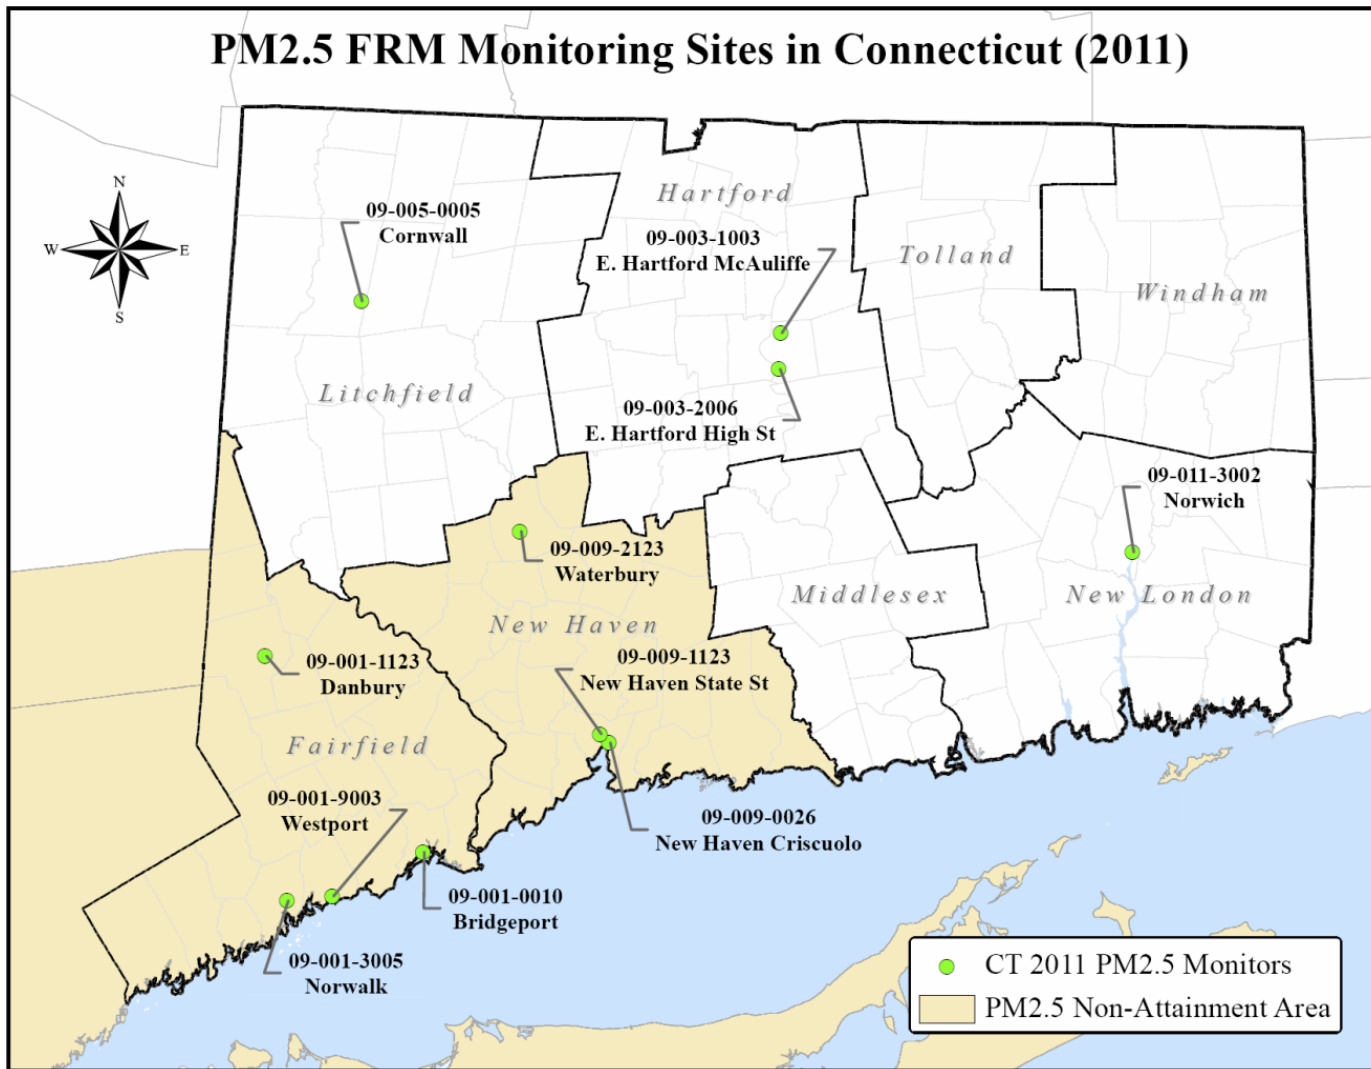 PM2.5 FRM Monitoring Sites in Connecticut (2011)
N
W
E
S
09-005-0005
Cornwall
Hartford
09-003-1003
E. Hartford McAuliffe
Tolland
Windham
Litchfield
09-003-2006
E. Hartford High St
09-011-3002
Norwich
09-009-2123
Waterbury
Middlesex
New London
New Haven
09-001-1123
Danbury
09-009-1123
New Haven State St
Fairfield
09-001-9003
Westport
09-009-0026
New Haven Criscuolo
09-001-0010
Bridgeport
09-001-3005
Norwalk
CT 2011 PM2.5 Monitors
PM2.5 Non-Attainment Area